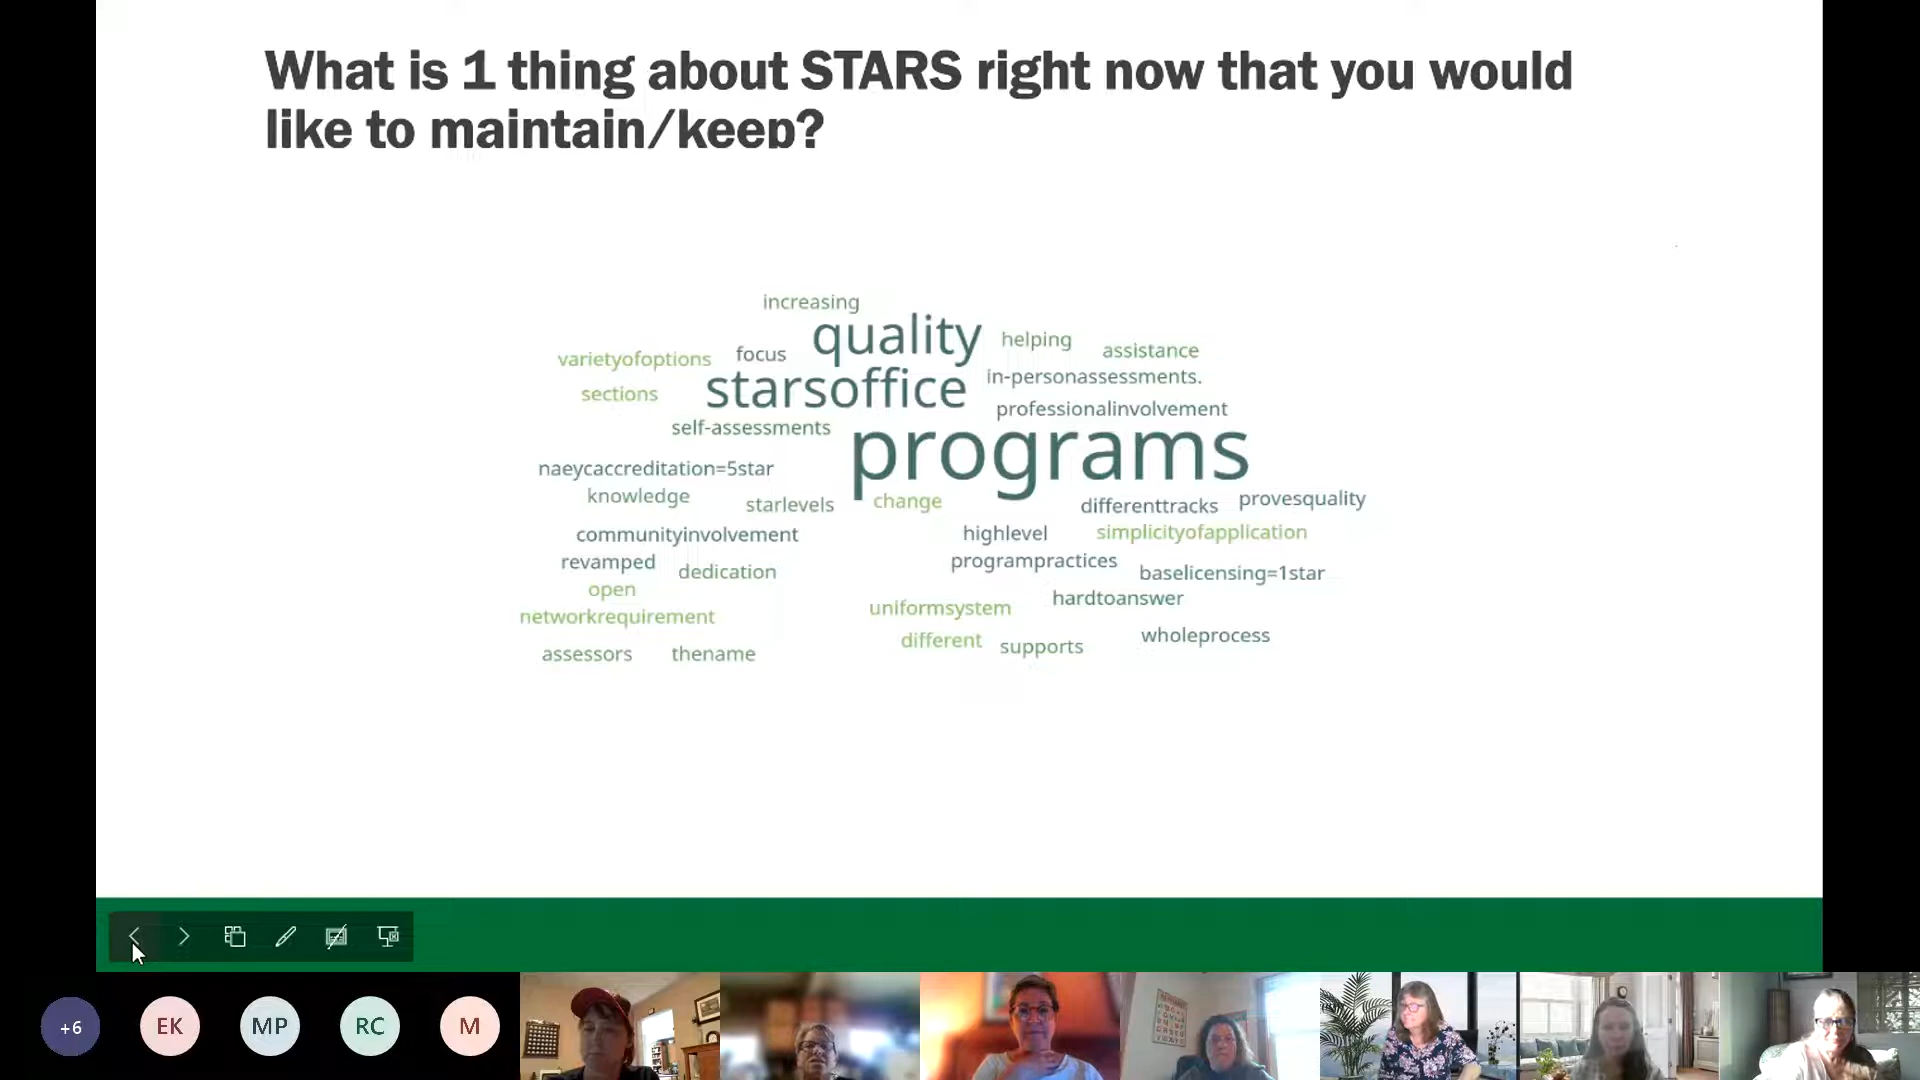 What is 1 thing about STARS right now that you would
like to maintain/keep?
increasing
quality
helping
varietyofoptions
focus
assistance
starsoffice
in-personassessments.
sections
professionalinvolvement
self-assessments
programs
naeycaccreditation=5star
knowledge
starlevels
change
differenttracks
provesquality
communityinvolvement
highlevel
simplicityofapplication
revamped
dedication
programpractices
baselicensing=1star
open
hardtoanswer
networkrequirement
uniformsystem
different
supports
wholeprocess
assessors
thename
+6
EK
MP
RC
M